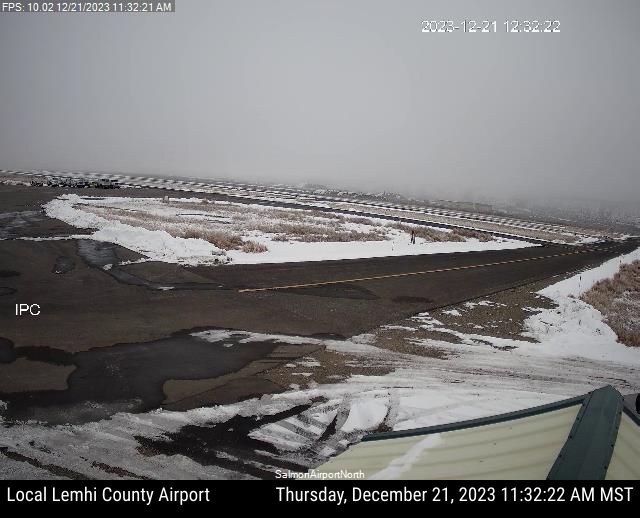 FPS: 10.02 12/21/2023 11:32:21 AM
2023-12-21 12:32:22
IPC
SalmonAirportNorth
Local Lemhi County Airport Thursday, December 21, 2023 11:32:22 AM MST